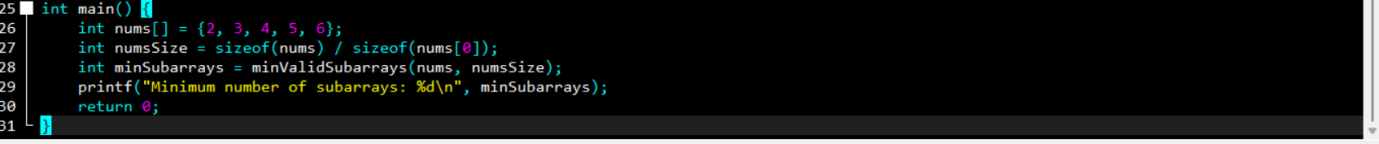 25 int main() {
26     int nums[] = {2, 3, 4, 5, 6};
27     int numsSize = sizeof(nums) / sizeof(nums[0]);
28     int minSubarrays = minValidSubarrays(nums, numsSize);
29     printf("Minimum number of subarrays: %d\n", minSubarrays);
30     return 0;
31 }